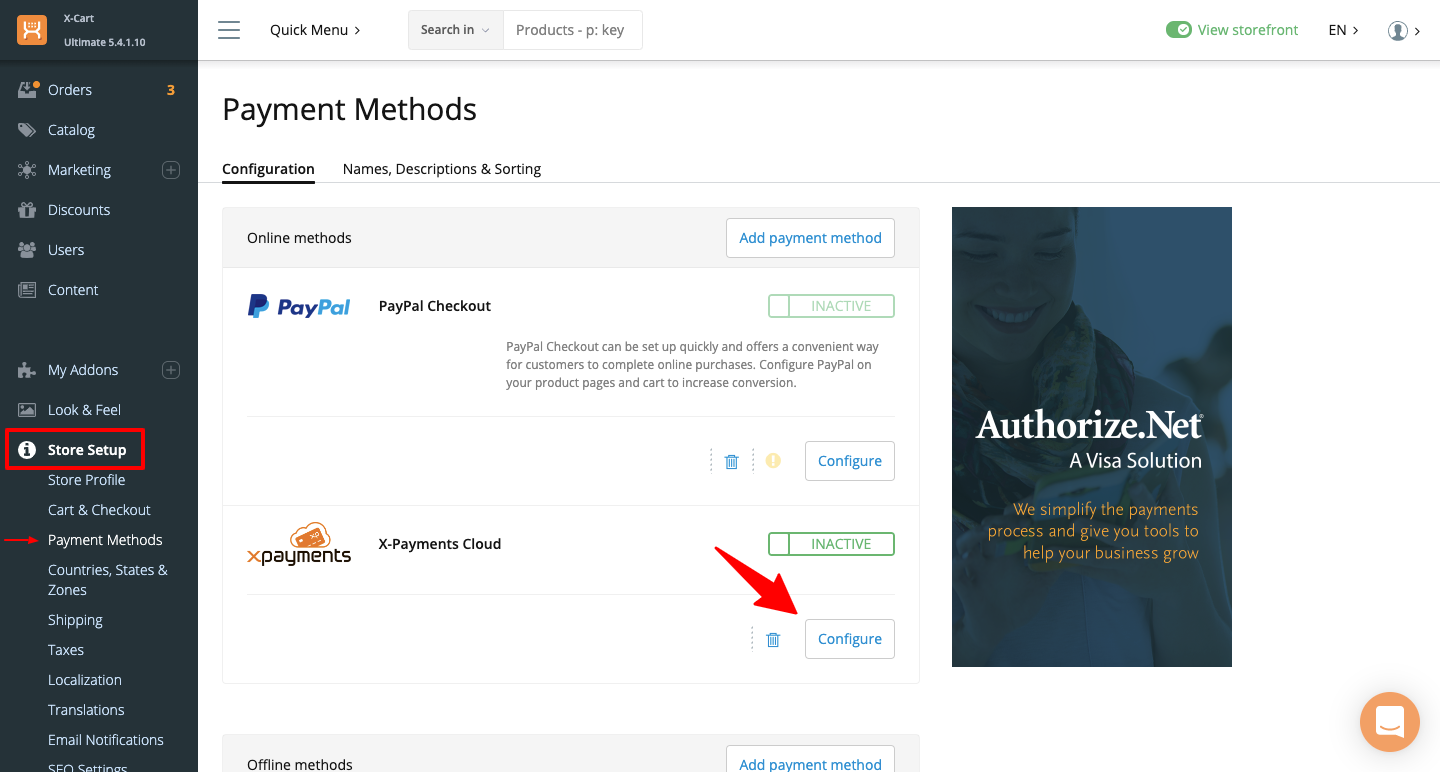 X-Cart
Ultimate 5.4.1.10
Quick Menu
Search in
Products - p: key
View storefront
EN
Orders
3
Catalog
Marketing
Discounts
Users
Content
My Addons
Look & Feel
Store Setup
Store Profile
Cart & Checkout
Payment Methods
Countries, States &
Zones
Shipping
Taxes
Localization
Translations
Email Notifications
SEO Settings
Payment Methods
Configuration
Names, Descriptions & Sorting
Online methods
Add payment method
PayPal
PayPal Checkout
INACTIVE
PayPal Checkout can be set up quickly and offers a convenient way
for customers to complete online purchases. Configure PayPal on
your product pages and cart to increase conversion.
Configure
xp
xpayments
X-Payments Cloud
INACTIVE
Configure
Offline methods
Add payment method
Authorize.Net
A Visa Solution
We simplify the payments
process and give you tools to
help your business grow